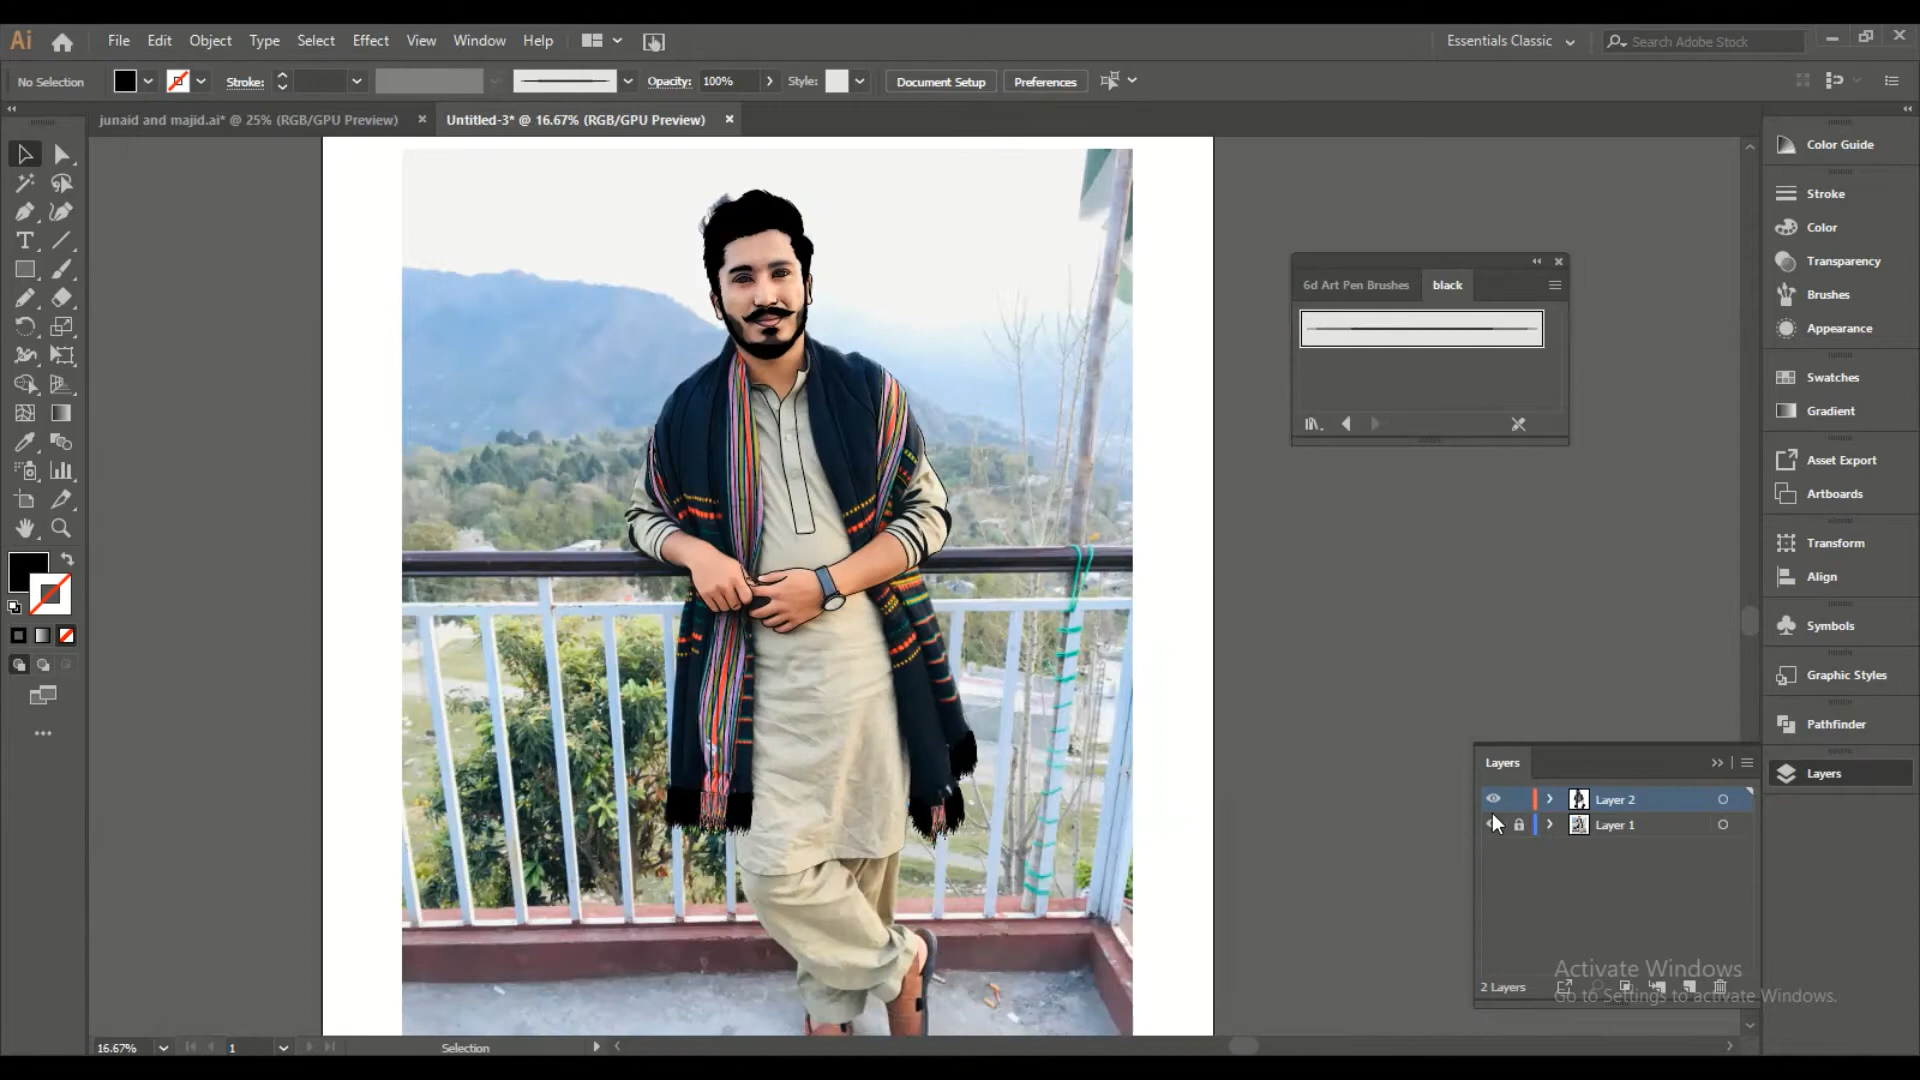 Ai File Edit Object Type Select Effect View Window Help Essentials Classic Search Adobe Stock
No Selection Stroke: Opacity: 100% Style: Document Setup Preferences
junaid and majid.ai* @ 25% (RGB/GPU Preview) × Untitled-3* @ 16.67% (RGB/GPU Preview) ×
Color Guide
Stroke
Color
Transparency
Brushes
Appearance
Swatches
Gradient
Asset Export
Artboards
Transform
Align
Symbols
Graphic Styles
Pathfinder
Layers
6d Art Pen Brushes black
Layers
Layer 2
Layer 1
2 Layers
Activate Windows
Go to Settings to activate Windows.
16.67% 1 Selection